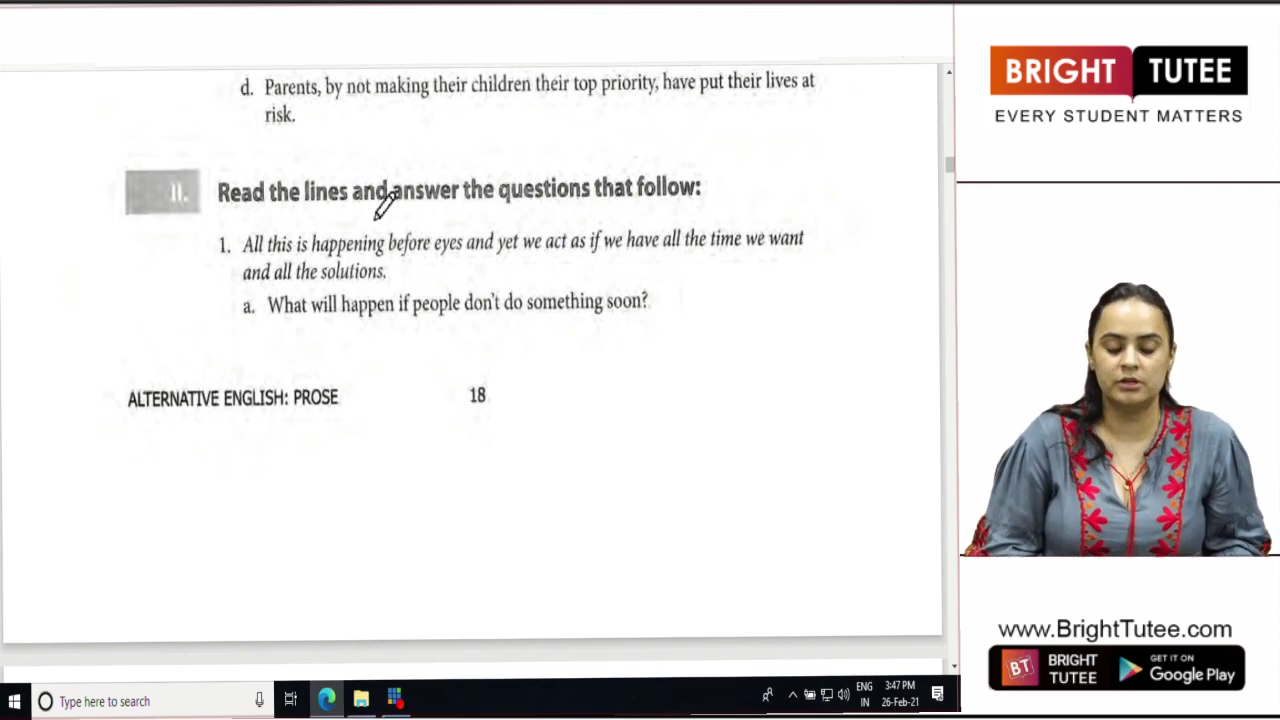 d. Parents, by not making their children their top priority, have put their lives at
risk.
II. Read the lines and answer the questions that follow:
1. All this is happening before eyes and yet we act as if we have all the time we want
and all the solutions.
a. What will happen if people don't do something soon?
ALTERNATIVE ENGLISH: PROSE 18
BRIGHT TUTEE
EVERY STUDENT MATTERS
www.BrightTutee.com
BT BRIGHT TUTEE
GET IT ON Google Play
Type here to search
ENG IN
3:47 PM
26-Feb-21